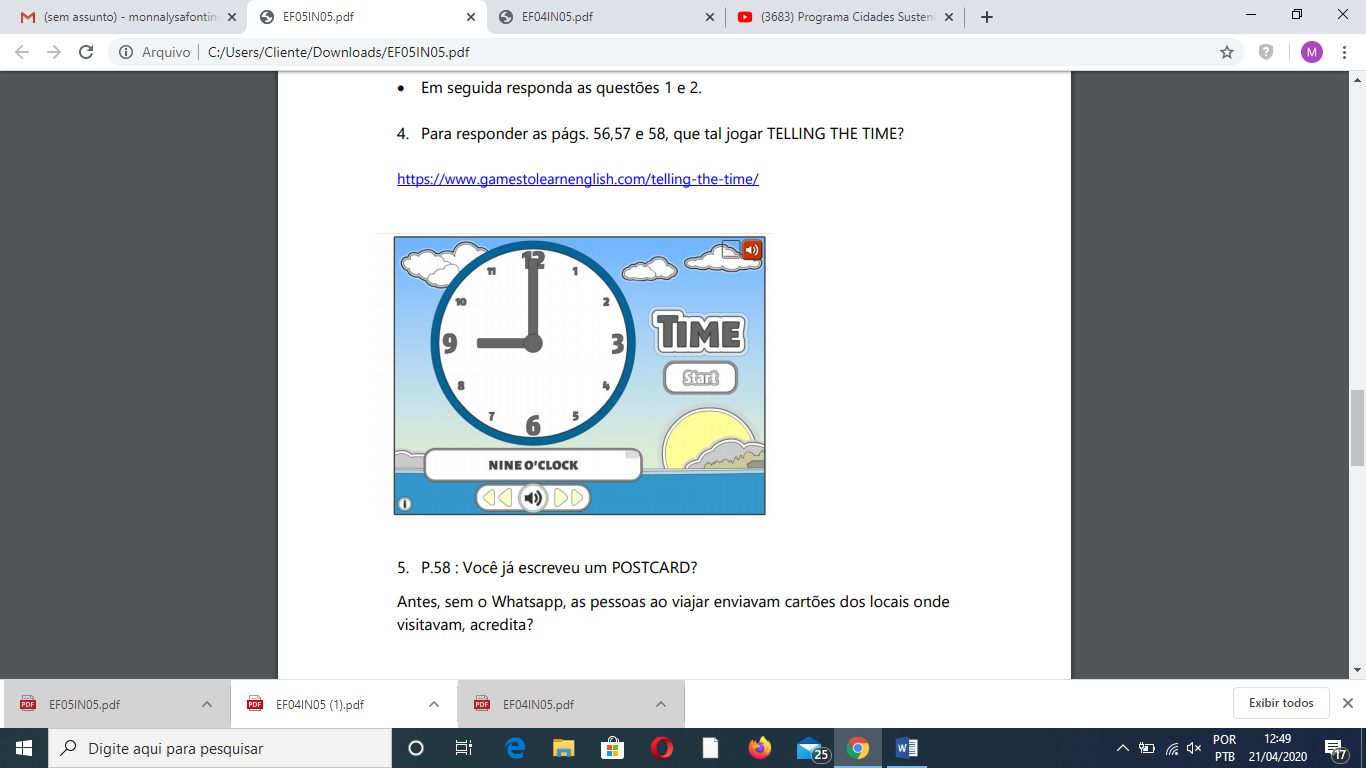 (sem assunto) - monnalysafontin
EF05IN05.pdf
EF04IN05.pdf
(3683) Programa Cidades Sustent
Arquivo
C:/Users/Cliente/Downloads/EF05IN05.pdf
M
• Em seguida responda as questões 1 e 2.
4. Para responder as págs. 56,57 e 58, que tal jogar TELLING THE TIME?
https://www.gamestolearnenglish.com/telling-the-time/
12
11
1
10
2
9
3
8
4
7
5
6
TIME
Start
NINE O'CLOCK
i
5. P.58 : Você já escreveu um POSTCARD?
Antes, sem o Whatsapp, as pessoas ao viajar enviavam cartões dos locais onde
visitavam, acredita?
PDF EF05IN05.pdf
PDF EF04IN05 (1).pdf
PDF EF04IN05.pdf
Exibir todos
Digite aqui para pesquisar
25
POR
PTB
12:49
21/04/2020
17